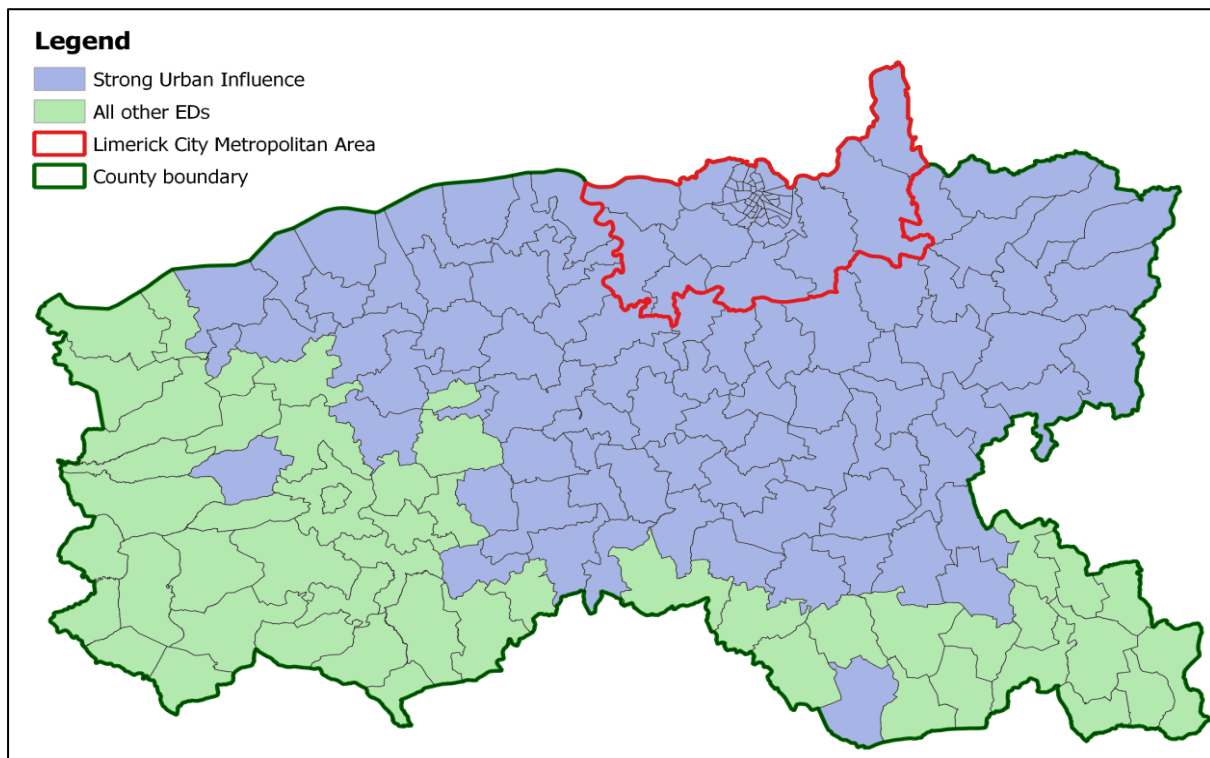 Legend
Strong Urban Influence
All other EDs
Limerick City Metropolitan Area
County boundary